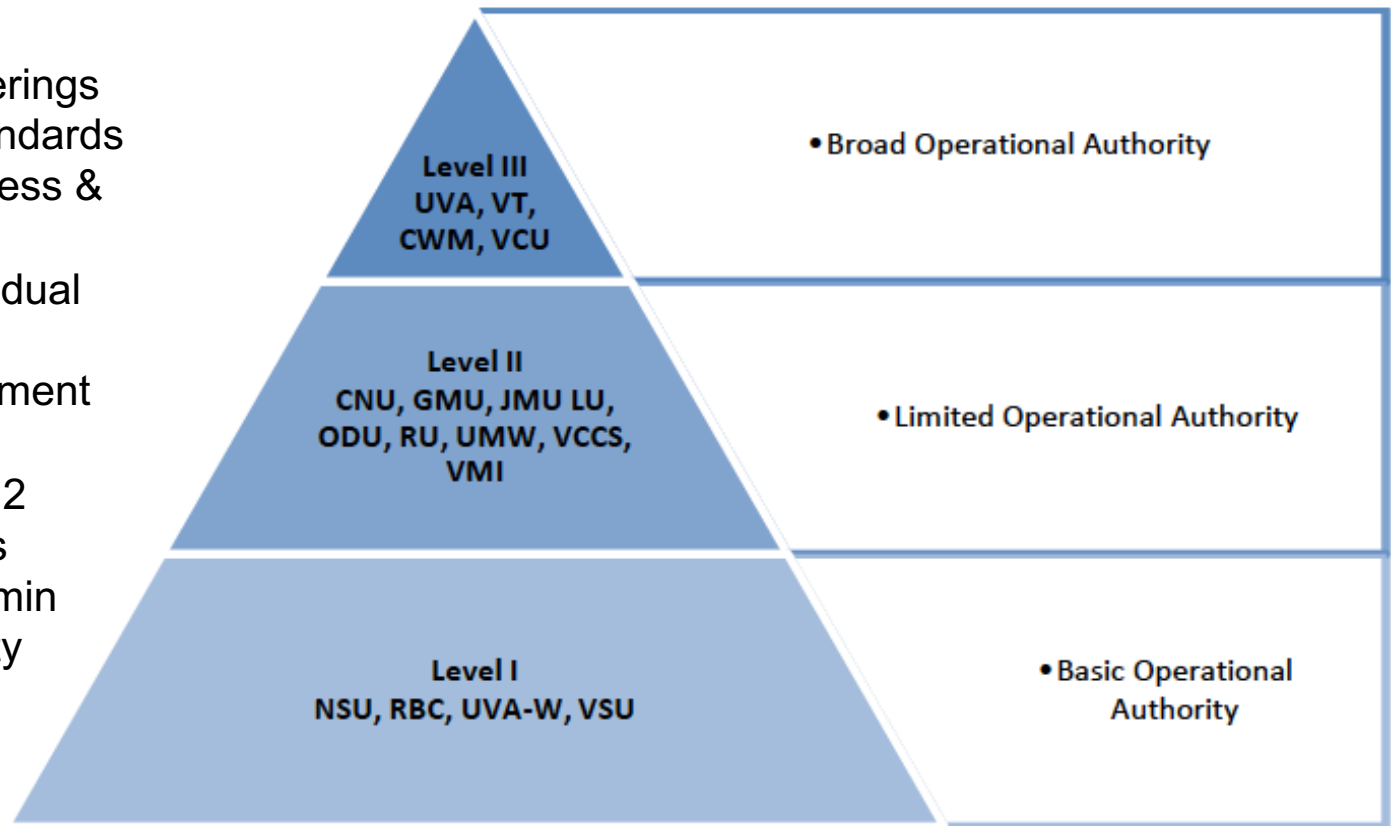 erings
ndards
ess &
dual
ment
2
s
min
ty
Level III
UVA, VT,
CWM, VCU
• Broad Operational Authority
Level II
CNU, GMU, JMU LU,
ODU, RU, UMW, VCCS,
VMI
• Limited Operational Authority
Level I
NSU, RBC, UVA-W, VSU
• Basic Operational
Authority